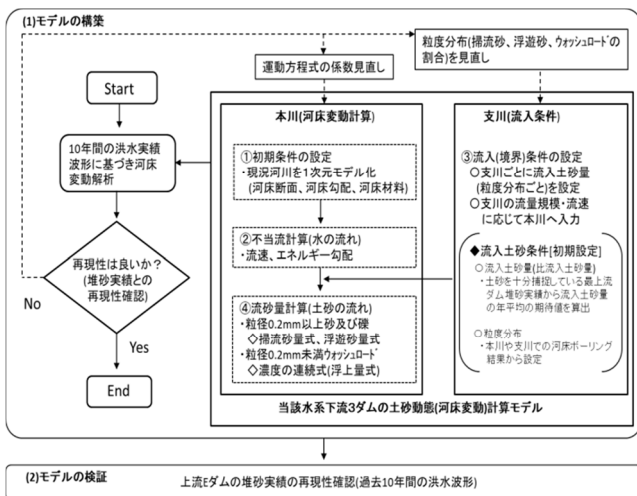 (1)モデルの構築
粒度分布(掃流砂、浮遊砂、ウォッシュロードの
割合)を見直し
運動方程式の係数見直し
Start
10年間の洪水実績
波形に基づき河床
変動解析
再現性は良いか？
(堆砂実績との
再現性確認)
No
Yes
End
本川(河床変動計算)
①初期条件の設定
・現況河川を1次元モデル化
(河床断面、河床勾配、河床材料)
②不当流計算(水の流れ)
・流速、エネルギー勾配
④流砂量計算(土砂の流れ)
・粒径0.2mm以上砂及び礫
◇掃流砂量式、浮遊砂量式
・粒径0.2mm未満ウォッシュロード
◇濃度の連続式(浮上量式)
支川(流入条件)
③流入(境界)条件の設定
○支川ごとに流入土砂量
(粒度分布ごと)を設定
○支川の流量規模・流速
に応じて本川へ入力
◆流入土砂条件[初期設定]
○流入土砂量(比流入土砂量)
・土砂を十分捕捉している最上流
ダム堆砂実績から流入土砂量
の年平均の期待値を算出
○粒度分布
・本川や支川での河床ボーリング
結果から設定
当該水系下流3ダムの土砂動態(河床変動)計算モデル
(2)モデルの検証
上流Eダムの堆砂実績の再現性確認(過去10年間の洪水波形)